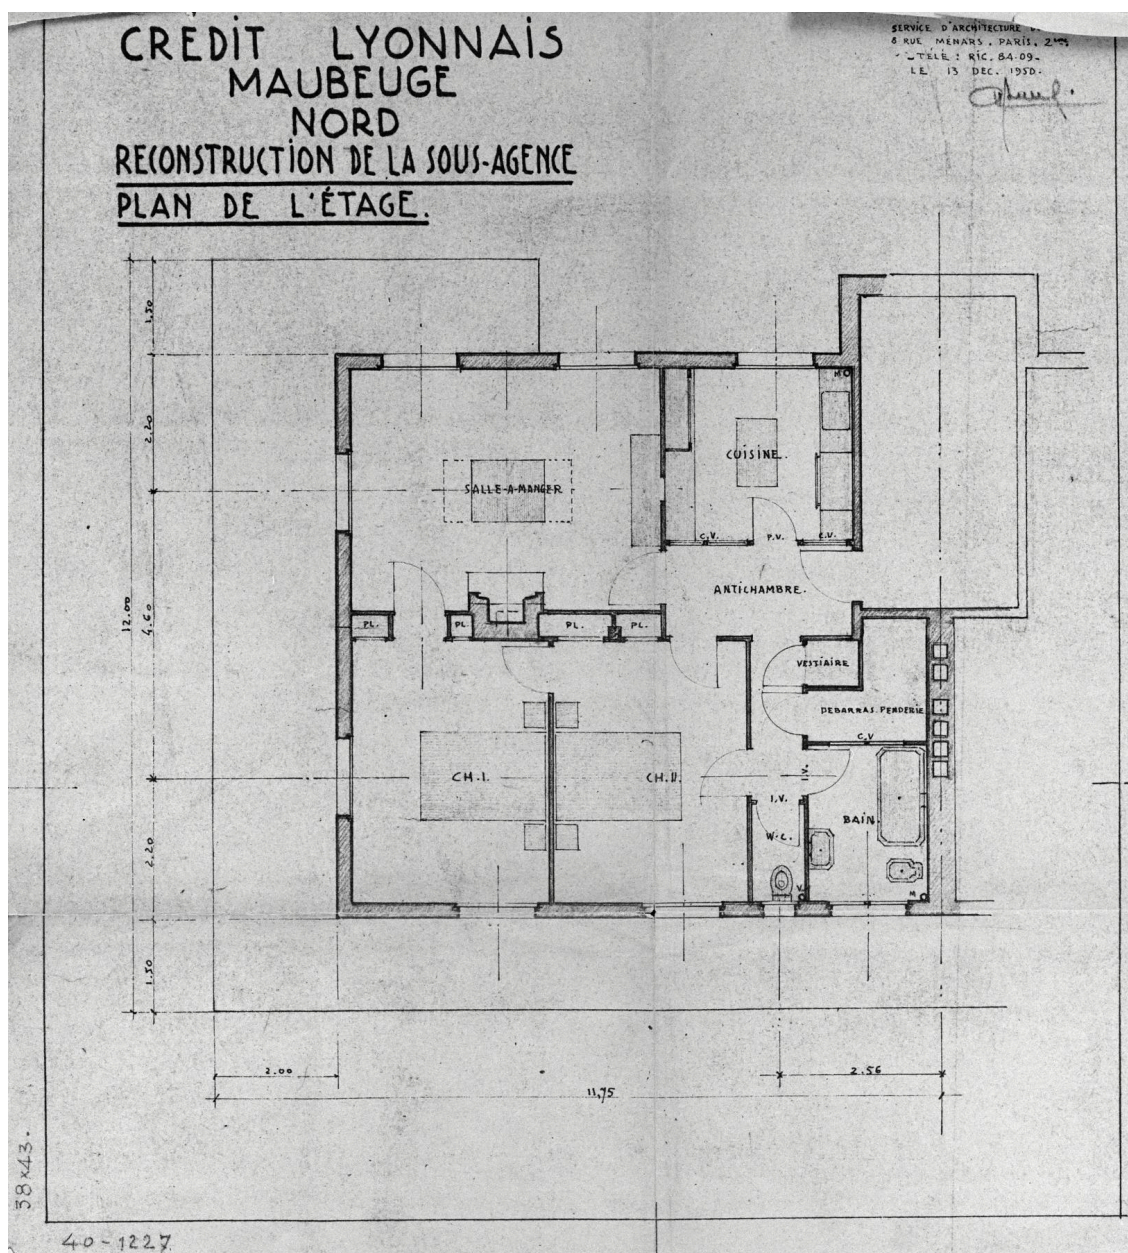 CREDIT LYONNAIS
MAUBEUGE
NORD
RECONSTRUCTION DE LA SOUS-AGENCE
PLAN DE L'ÉTAGE.
SERVICE D'ARCHITECTURE
8 RUE MÉNARS. PARIS. 2
TÉLÉ : RIC. 84-09-
LE 13 DEC. 1950.
1.50
2.20
12.00
4.60
2.20
1.50
SALLE-A-MANGER
CUISINE.
M
C.V.
P.V.
C.V.
ANTICHAMBRE.
PL.
PL
PL.
PL.
VESTIAIRE
DEBARRAS. PENDERIE
C.V
CH.I.
CH.II.
I.V.
I.V.
W.C.
BAIN.
V
M
2.00
2.56
11,75
38x43-
40-1227